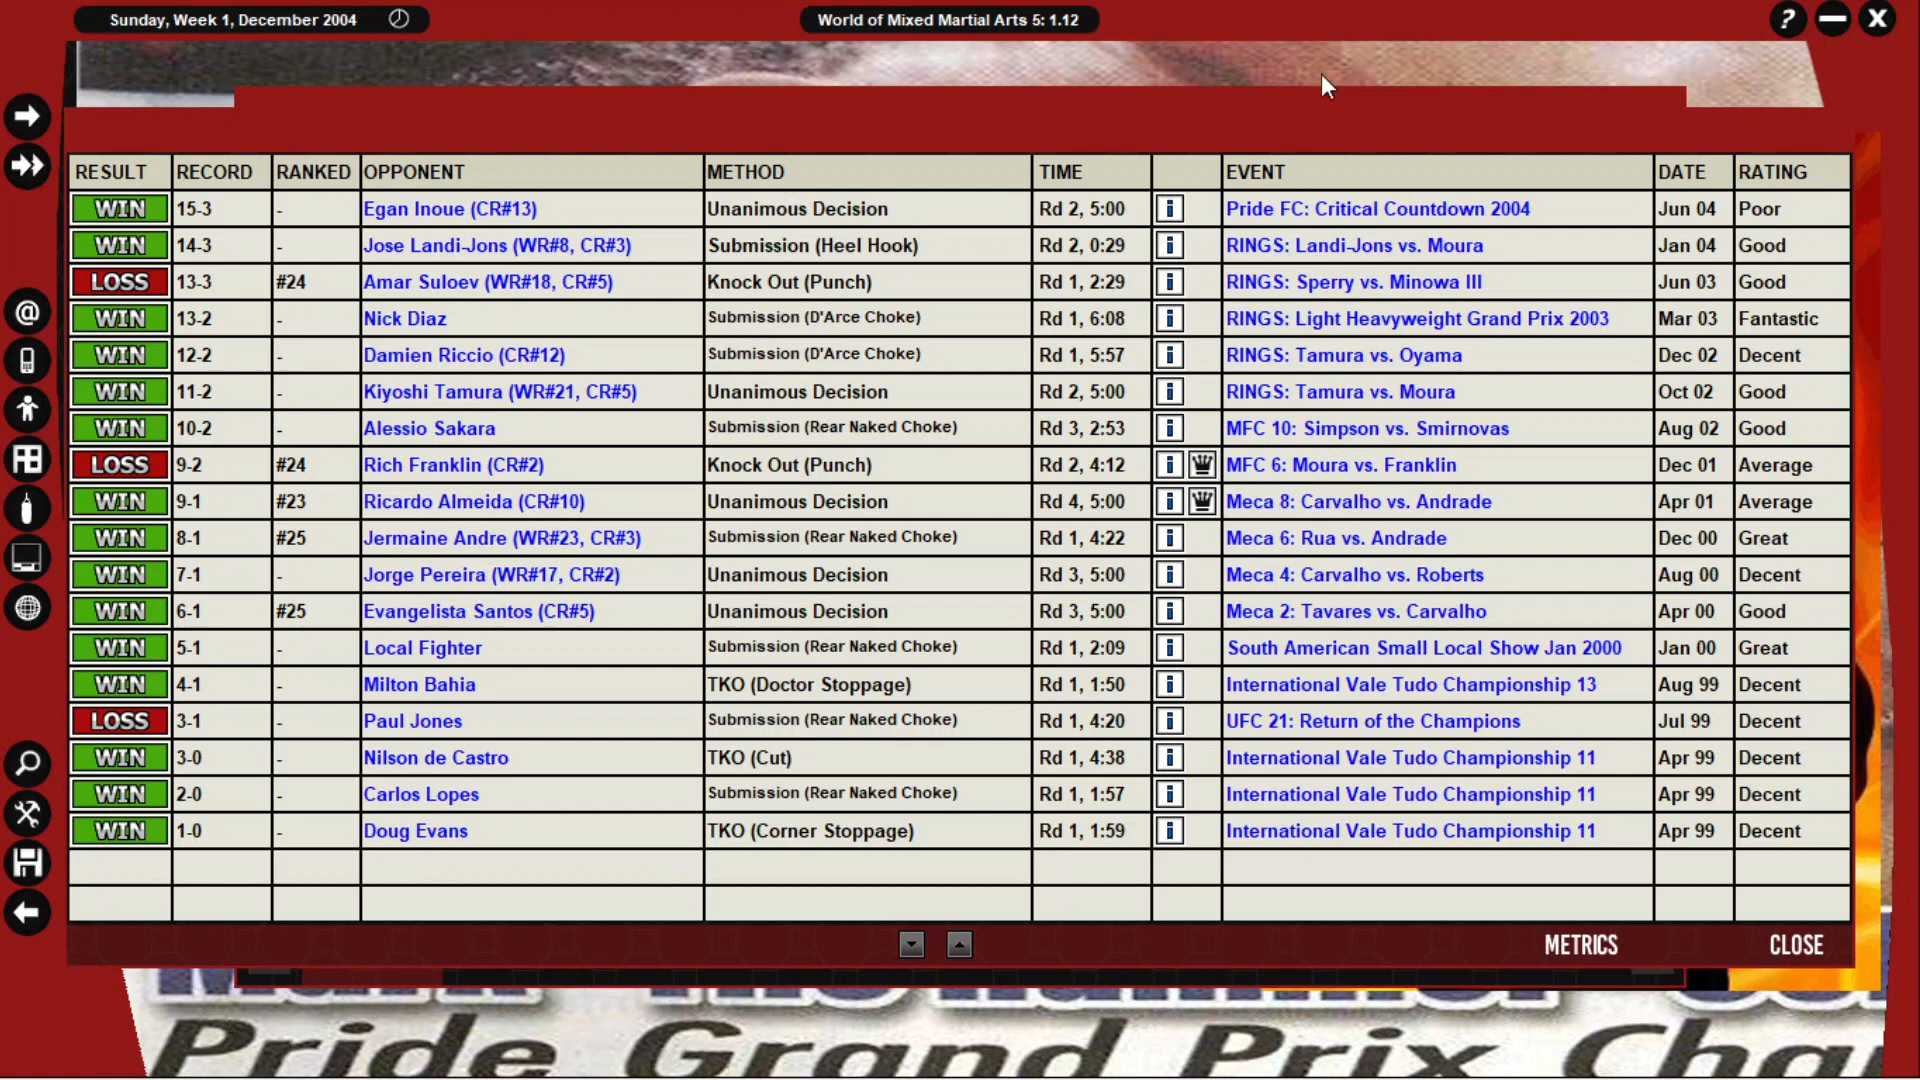 Sunday, Week 1, December 2004
World of Mixed Martial Arts 5: 1.12
RESULT RECORD RANKED OPPONENT METHOD TIME EVENT DATE RATING
WIN 15-3 - Egan Inoue (CR#13) Unanimous Decision Rd 2, 5:00 i Pride FC: Critical Countdown 2004 Jun 04 Poor
WIN 14-3 - Jose Landi-Jons (WR#8, CR#3) Submission (Heel Hook) Rd 2, 0:29 i RINGS: Landi-Jons vs. Moura Jan 04 Good
LOSS 13-3 #24 Amar Suloev (WR#18, CR#5) Knock Out (Punch) Rd 1, 2:29 i RINGS: Sperry vs. Minowa III Jun 03 Good
WIN 13-2 - Nick Diaz Submission (D'Arce Choke) Rd 1, 6:08 i RINGS: Light Heavyweight Grand Prix 2003 Mar 03 Fantastic
WIN 12-2 - Damien Riccio (CR#12) Submission (D'Arce Choke) Rd 1, 5:57 i RINGS: Tamura vs. Oyama Dec 02 Decent
WIN 11-2 - Kiyoshi Tamura (WR#21, CR#5) Unanimous Decision Rd 2, 5:00 i RINGS: Tamura vs. Moura Oct 02 Good
WIN 10-2 - Alessio Sakara Submission (Rear Naked Choke) Rd 3, 2:53 i MFC 10: Simpson vs. Smirnovas Aug 02 Good
LOSS 9-2 #24 Rich Franklin (CR#2) Knock Out (Punch) Rd 2, 4:12 i MFC 6: Moura vs. Franklin Dec 01 Average
WIN 9-1 #23 Ricardo Almeida (CR#10) Unanimous Decision Rd 4, 5:00 i Meca 8: Carvalho vs. Andrade Apr 01 Average
WIN 8-1 #25 Jermaine Andre (WR#23, CR#3) Submission (Rear Naked Choke) Rd 1, 4:22 i Meca 6: Rua vs. Andrade Dec 00 Great
WIN 7-1 - Jorge Pereira (WR#17, CR#2) Unanimous Decision Rd 3, 5:00 i Meca 4: Carvalho vs. Roberts Aug 00 Decent
WIN 6-1 #25 Evangelista Santos (CR#5) Unanimous Decision Rd 3, 5:00 i Meca 2: Tavares vs. Carvalho Apr 00 Good
WIN 5-1 - Local Fighter Submission (Rear Naked Choke) Rd 1, 2:09 i South American Small Local Show Jan 2000 Jan 00 Great
WIN 4-1 - Milton Bahia TKO (Doctor Stoppage) Rd 1, 1:50 i International Vale Tudo Championship 13 Aug 99 Decent
LOSS 3-1 - Paul Jones Submission (Rear Naked Choke) Rd 1, 4:20 i UFC 21: Return of the Champions Jul 99 Decent
WIN 3-0 - Nilson de Castro TKO (Cut) Rd 1, 4:38 i International Vale Tudo Championship 11 Apr 99 Decent
WIN 2-0 - Carlos Lopes Submission (Rear Naked Choke) Rd 1, 1:57 i International Vale Tudo Championship 11 Apr 99 Decent
WIN 1-0 - Doug Evans TKO (Corner Stoppage) Rd 1, 1:59 i International Vale Tudo Championship 11 Apr 99 Decent
METRICS CLOSE
Pride Grand Prix